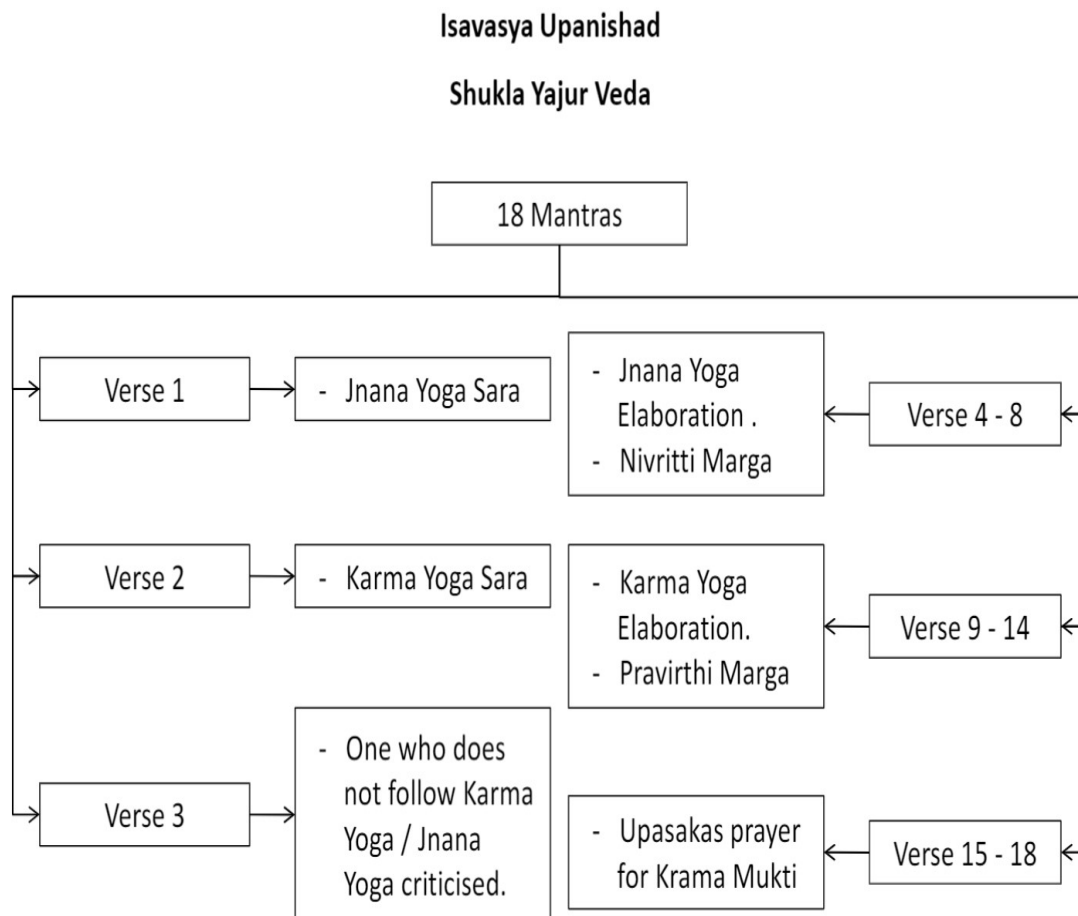 Isavasya Upanishad
Shukla Yajur Veda
18 Mantras
Verse 1
- Jnana Yoga Sara
- Jnana Yoga
Elaboration .
- Nivritti Marga
Verse 4 - 8
Verse 2
- Karma Yoga Sara
- Karma Yoga
Elaboration.
- Pravirthi Marga
Verse 9 - 14
Verse 3
- One who does
not follow Karma
Yoga / Jnana
Yoga criticised.
- Upasakas prayer
for Krama Mukti
Verse 15 - 18